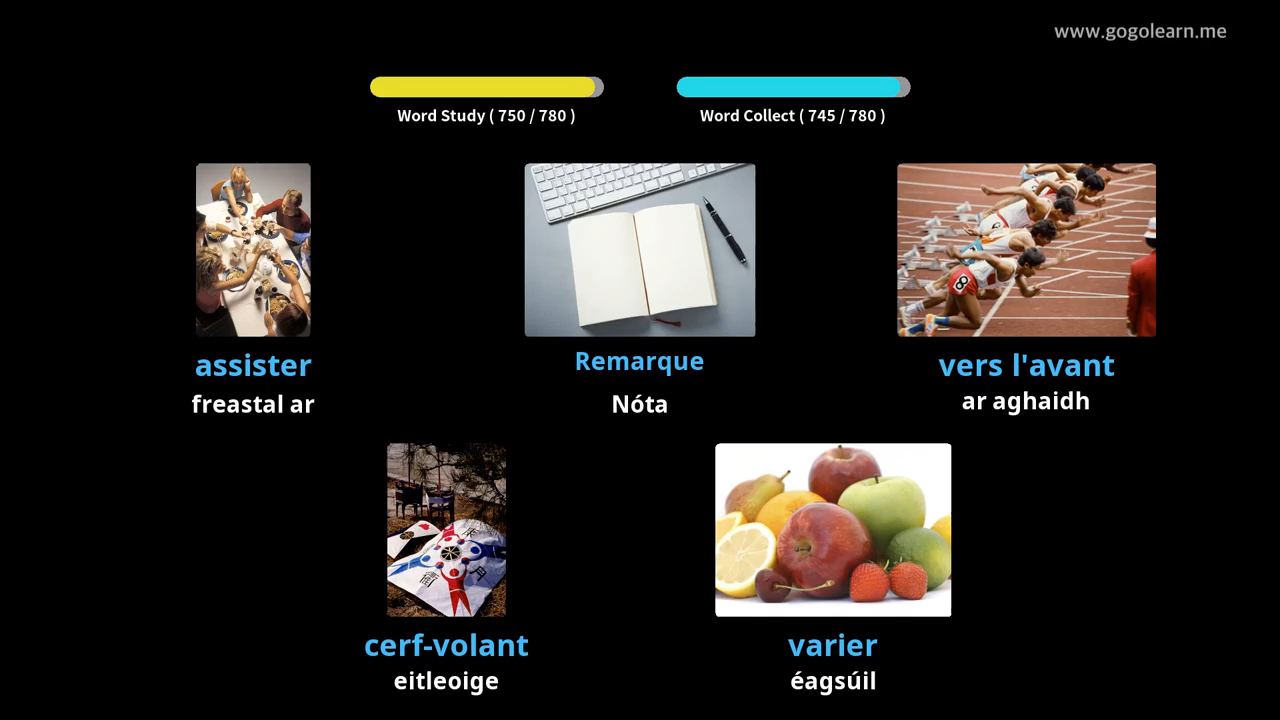 www.gogolearn.me
Word Study ( 750 / 780 )
Word Collect ( 745 / 780 )
assister
freastal ar
Remarque
Nóta
vers l'avant
ar aghaidh
cerf-volant
eitleoige
varier
éagsúil